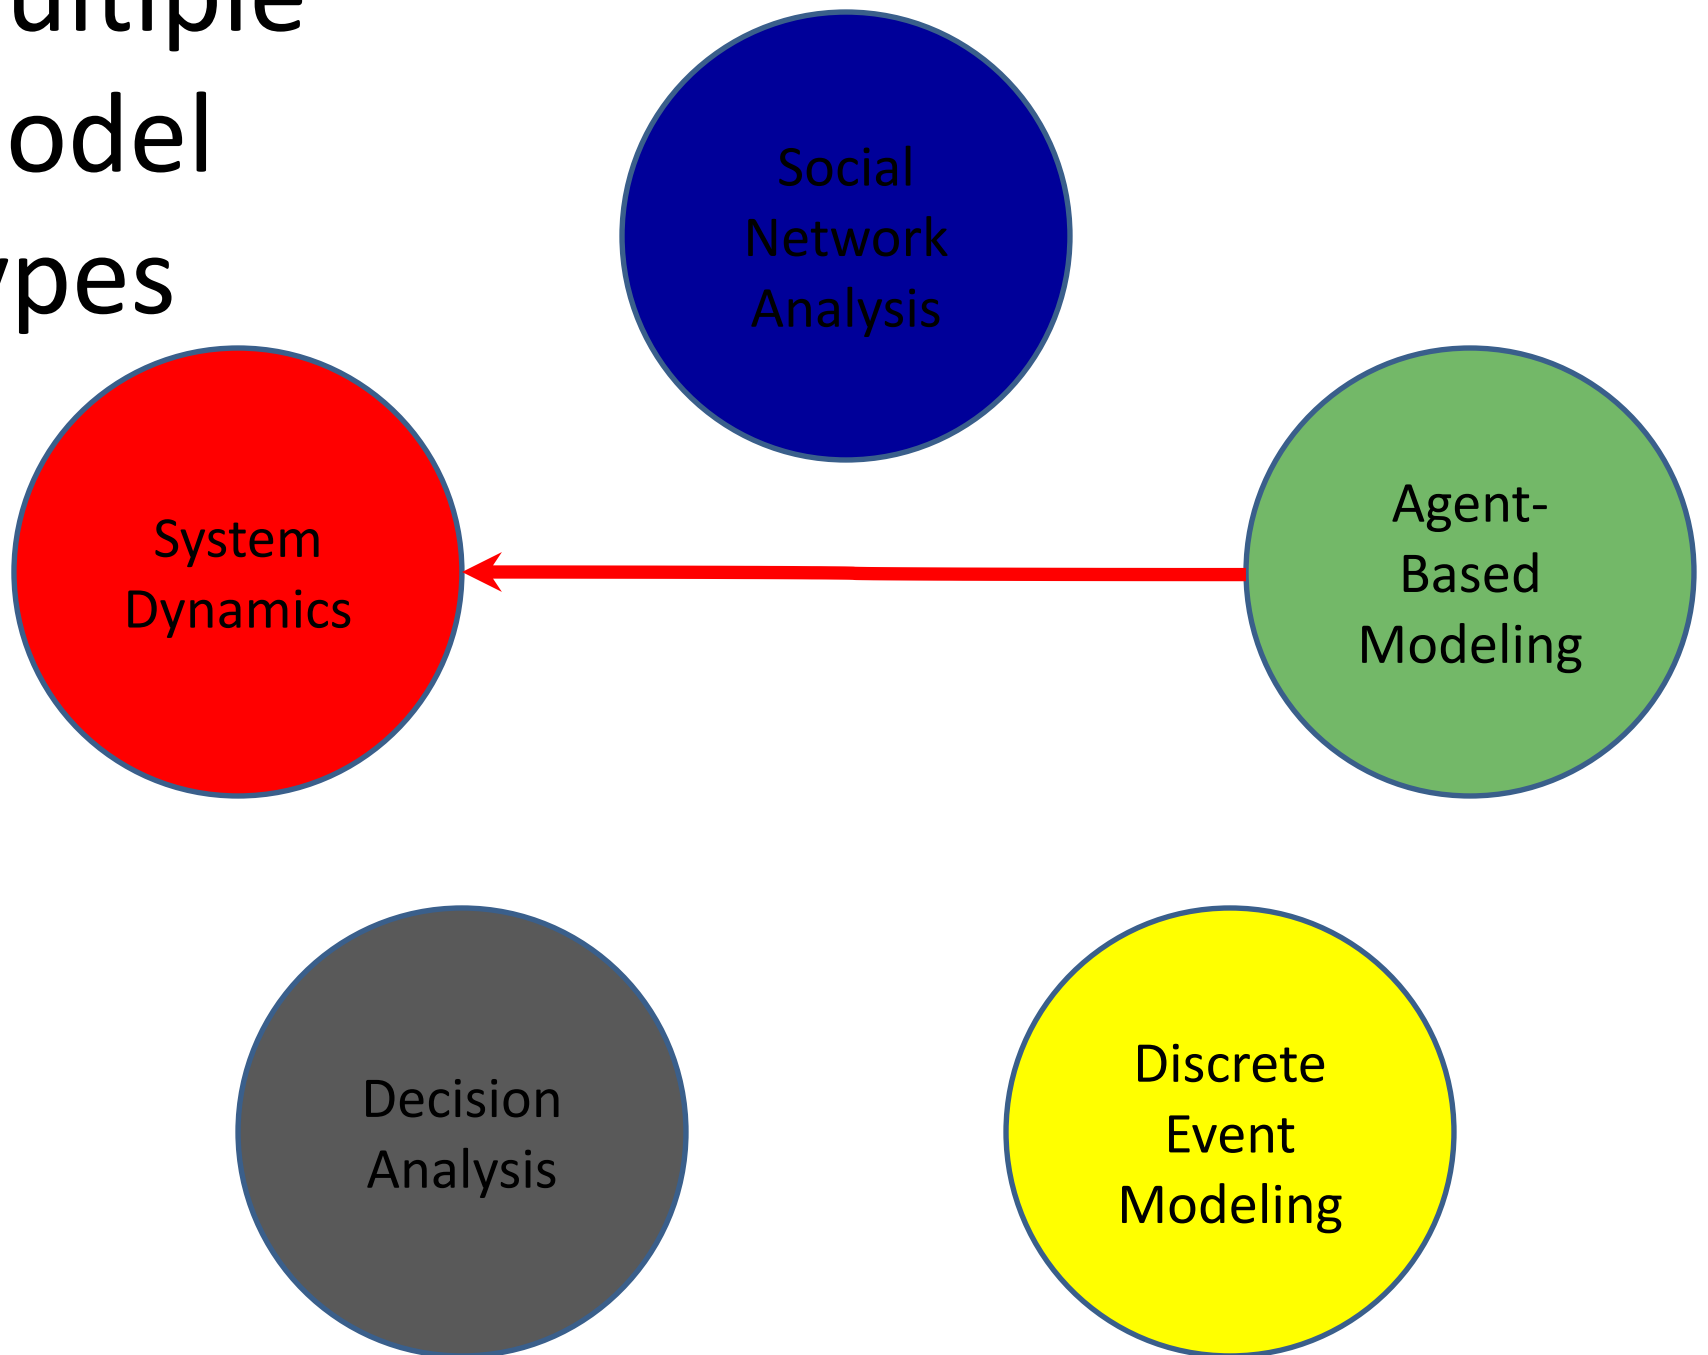 ultiple
odel
ypes
Social
Network
Analysis
System
Dynamics
Agent-
Based
Modeling
Decision
Analysis
Discrete
Event
Modeling